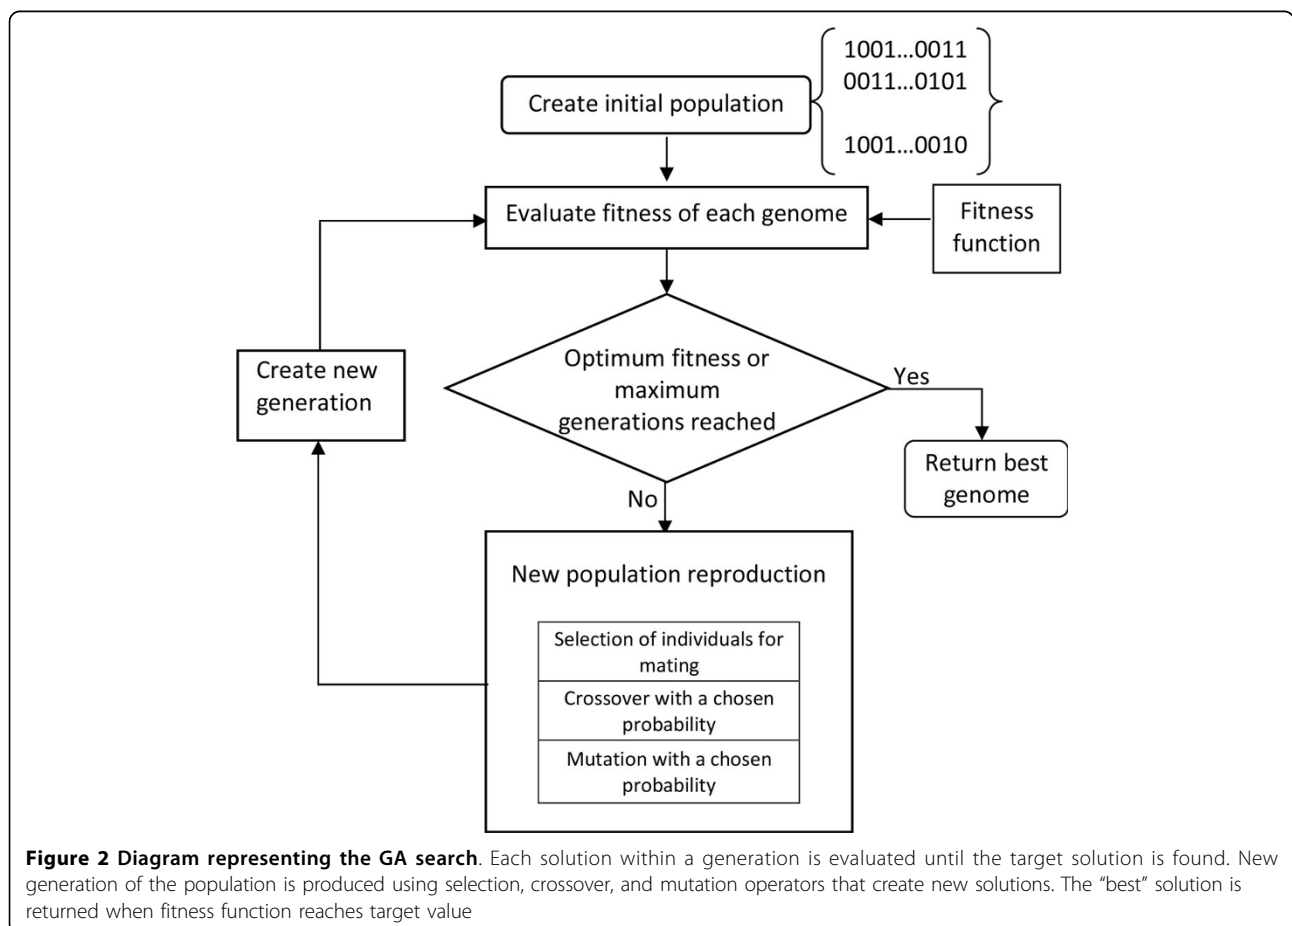 1001...0011
0011...0101
1001...0010
Create initial population
Evaluate fitness of each genome
Fitness
function
Optimum fitness or
maximum
generations reached
Yes
Return best
genome
Create new
generation
No
New population reproduction
Selection of individuals for
mating
Crossover with a chosen
probability
Mutation with a chosen
probability
Figure 2 Diagram representing the GA search. Each solution within a generation is evaluated until the target solution is found. New
generation of the population is produced using selection, crossover, and mutation operators that create new solutions. The “best” solution is
returned when fitness function reaches target value